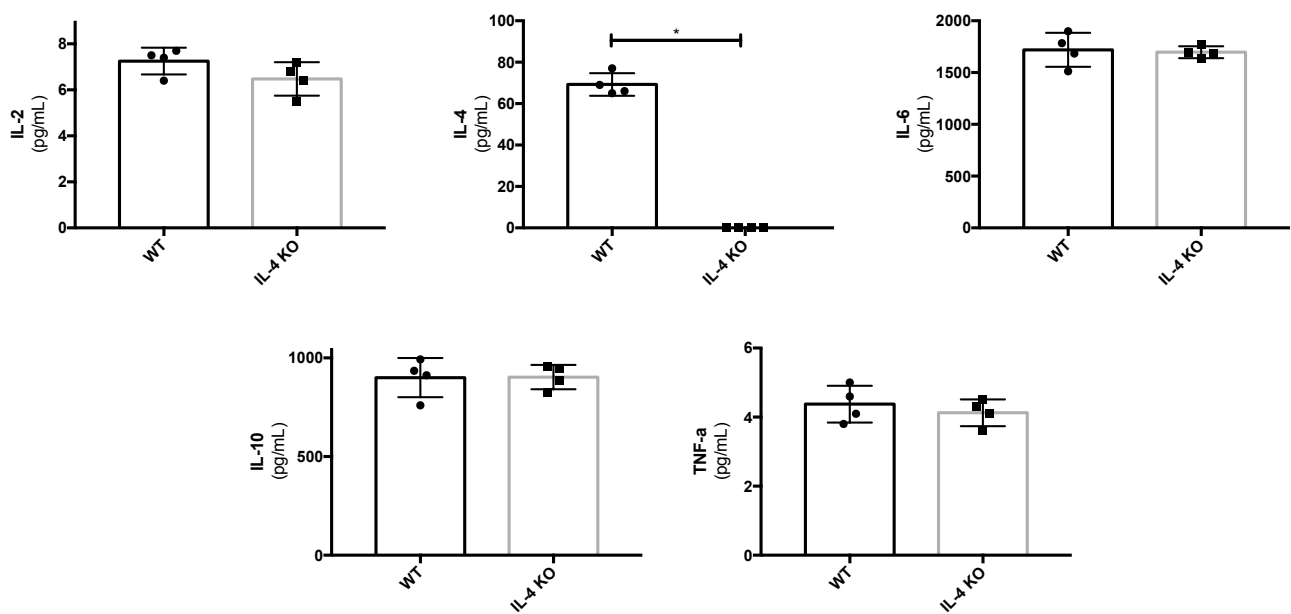 IL-2
(pg/mL)
8
6
4
2
0
WT
IL-4 KO
IL-4
(pg/mL)
100
80
60
40
20
0
*
WT
IL-4 KO
IL-6
(pg/mL)
2000
1500
1000
500
0
WT
IL-4 KO
IL-10
(pg/mL)
1000
500
0
WT
IL-4 KO
TNF-a
(pg/mL)
6
4
2
0
WT
IL-4 KO